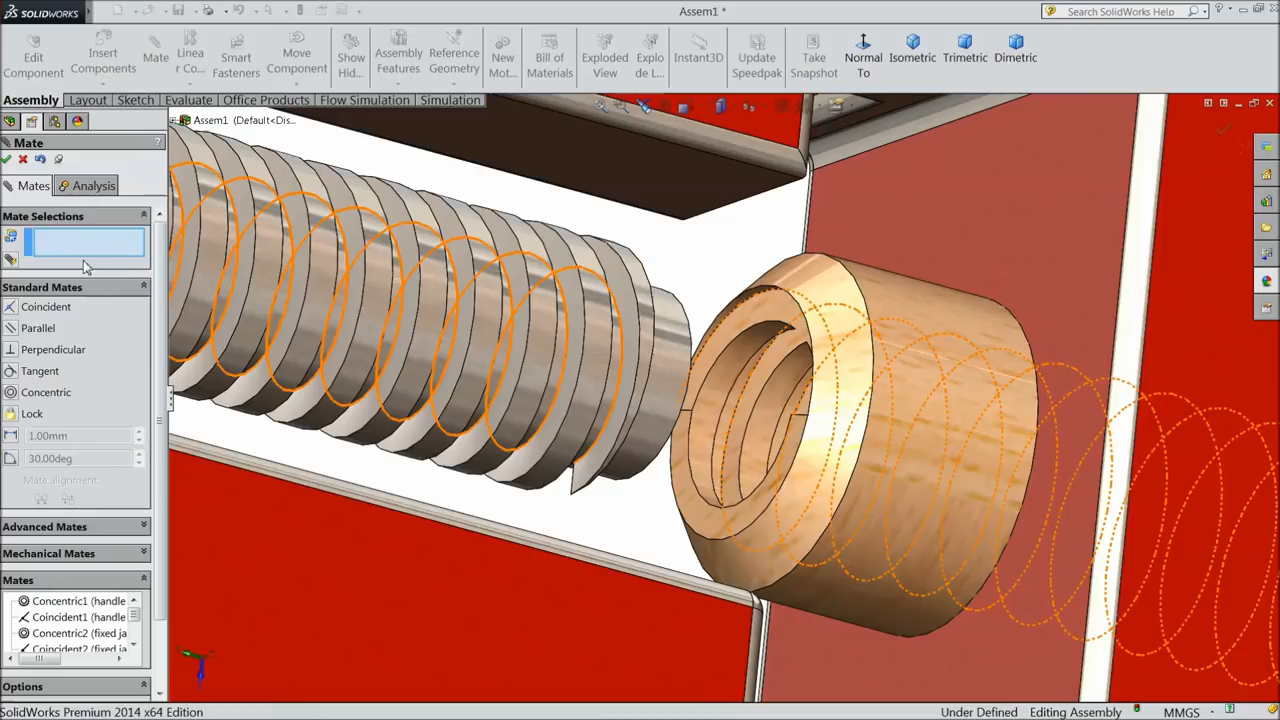 SOLIDWORKS
Assem1 *
Search SolidWorks Help
Edit Component
Insert Components
Mate
Linea r Co...
Smart Fasteners
Move Component
Show Hid...
Assembly Features
Reference Geometry
New Mot...
Bill of Materials
Exploded View
Explo de L...
Instant3D
Update Speedpak
Take Snapshot
Normal To
Isometric
Trimetric
Dimetric
Assembly
Layout
Sketch
Evaluate
Office Products
Flow Simulation
Simulation
Assem1 (Default<Dis...
Mate
?
Mates
Analysis
Mate Selections
Standard Mates
Coincident
Parallel
Perpendicular
Tangent
Concentric
Lock
1.00mm
30.00deg
Mate alignment:
Advanced Mates
Mechanical Mates
Mates
Concentric1 (handle
Coincident1 (handle
Concentric2 (fixed ja
Coincident2 (fixed ja
Options
SolidWorks Premium 2014 x64 Edition
Under Defined
Editing Assembly
MMGS